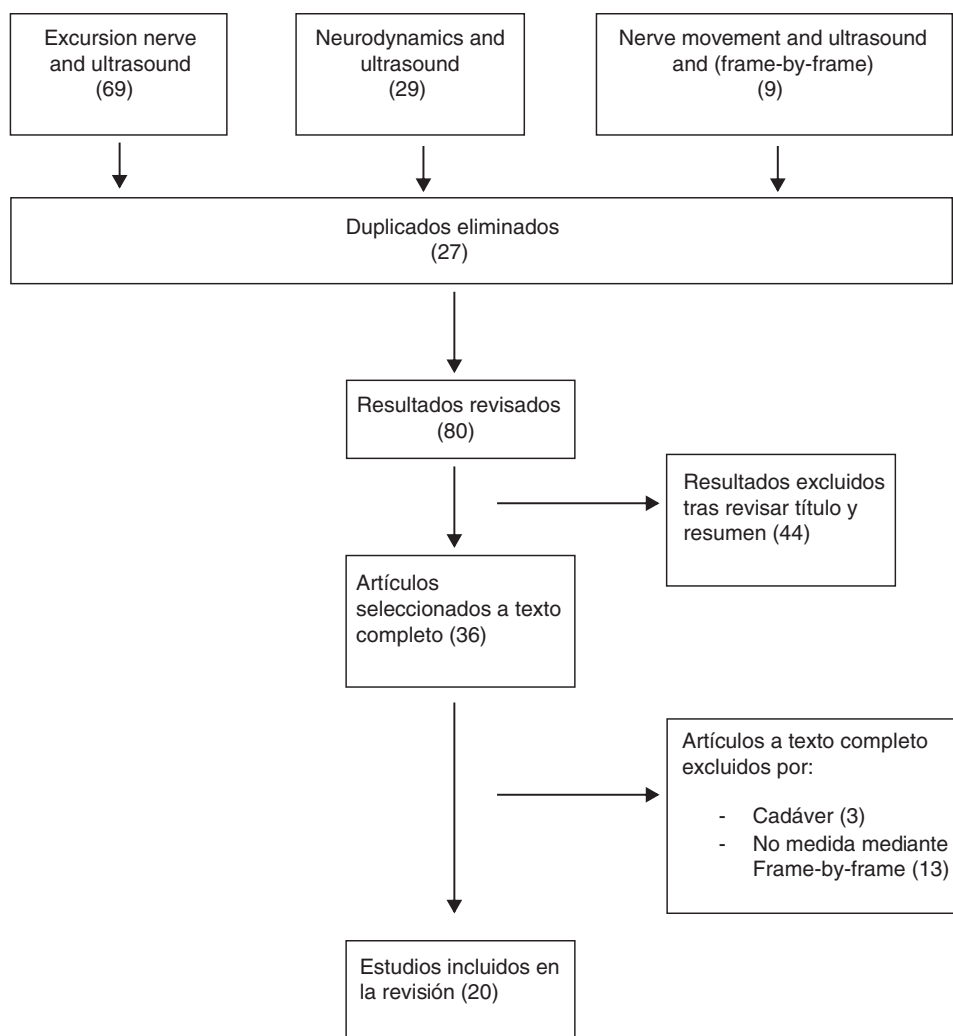 Excursion nerve
and ultrasound
(69)
Neurodynamics and
ultrasound
(29)
Nerve movement and ultrasound
and (frame-by-frame)
(9)
Duplicados eliminados
(27)
Resultados revisados
(80)
Resultados excluidos
tras revisar título y
resumen (44)
Artículos
seleccionados a texto
completo (36)
Artículos a texto completo
excluidos por:
- Cadáver (3)
- No medida mediante
Frame-by-frame (13)
Estudios incluidos en
la revisión (20)